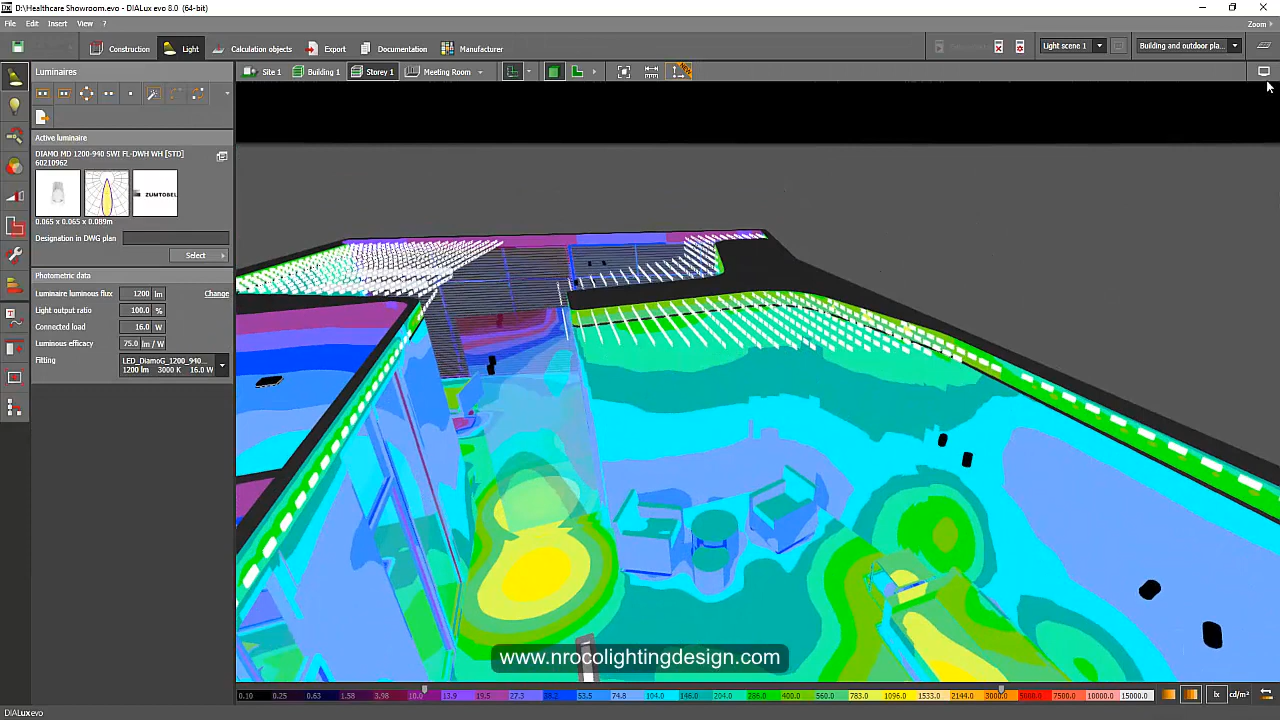 D:\Healthcare Showroom.evo - DIALux evo 8.0 (64-bit)
File Edit Insert View ?
Zoom
Construction Light Calculation objects Export Documentation Manufacturer
Light scene 1 Building and outdoor pla...
Luminaires
Site 1 Building 1 Storey 1 Meeting Room
Active luminaire
DIAMO MD 1200-940 SWI FL-DWH WH [STD]
60210962
ZUMTOBEL
0.065 x 0.065 x 0.089m
Designation in DWG plan
Select
Photometric data
Luminaire luminous flux 1200 lm Change
Light output ratio 100.0 %
Connected load 16.0 W
Luminous efficacy 75.0 lm / W
Fitting LED_DiamoG_1200_940...
1200 lm 3000 K 16.0 W
www.nrocolightingdesign.com
0.10 0.25 0.63 1.58 3.98 10.0 13.9 19.5 27.3 38.2 53.5 74.8 104.0 146.0 204.0 286.0 400.0 560.0 783.0 1096.0 1533.0 2144.0 3000.0 5000.0 7500.0 10000.0 15000.0 lx cd/m²
DIALuxevo